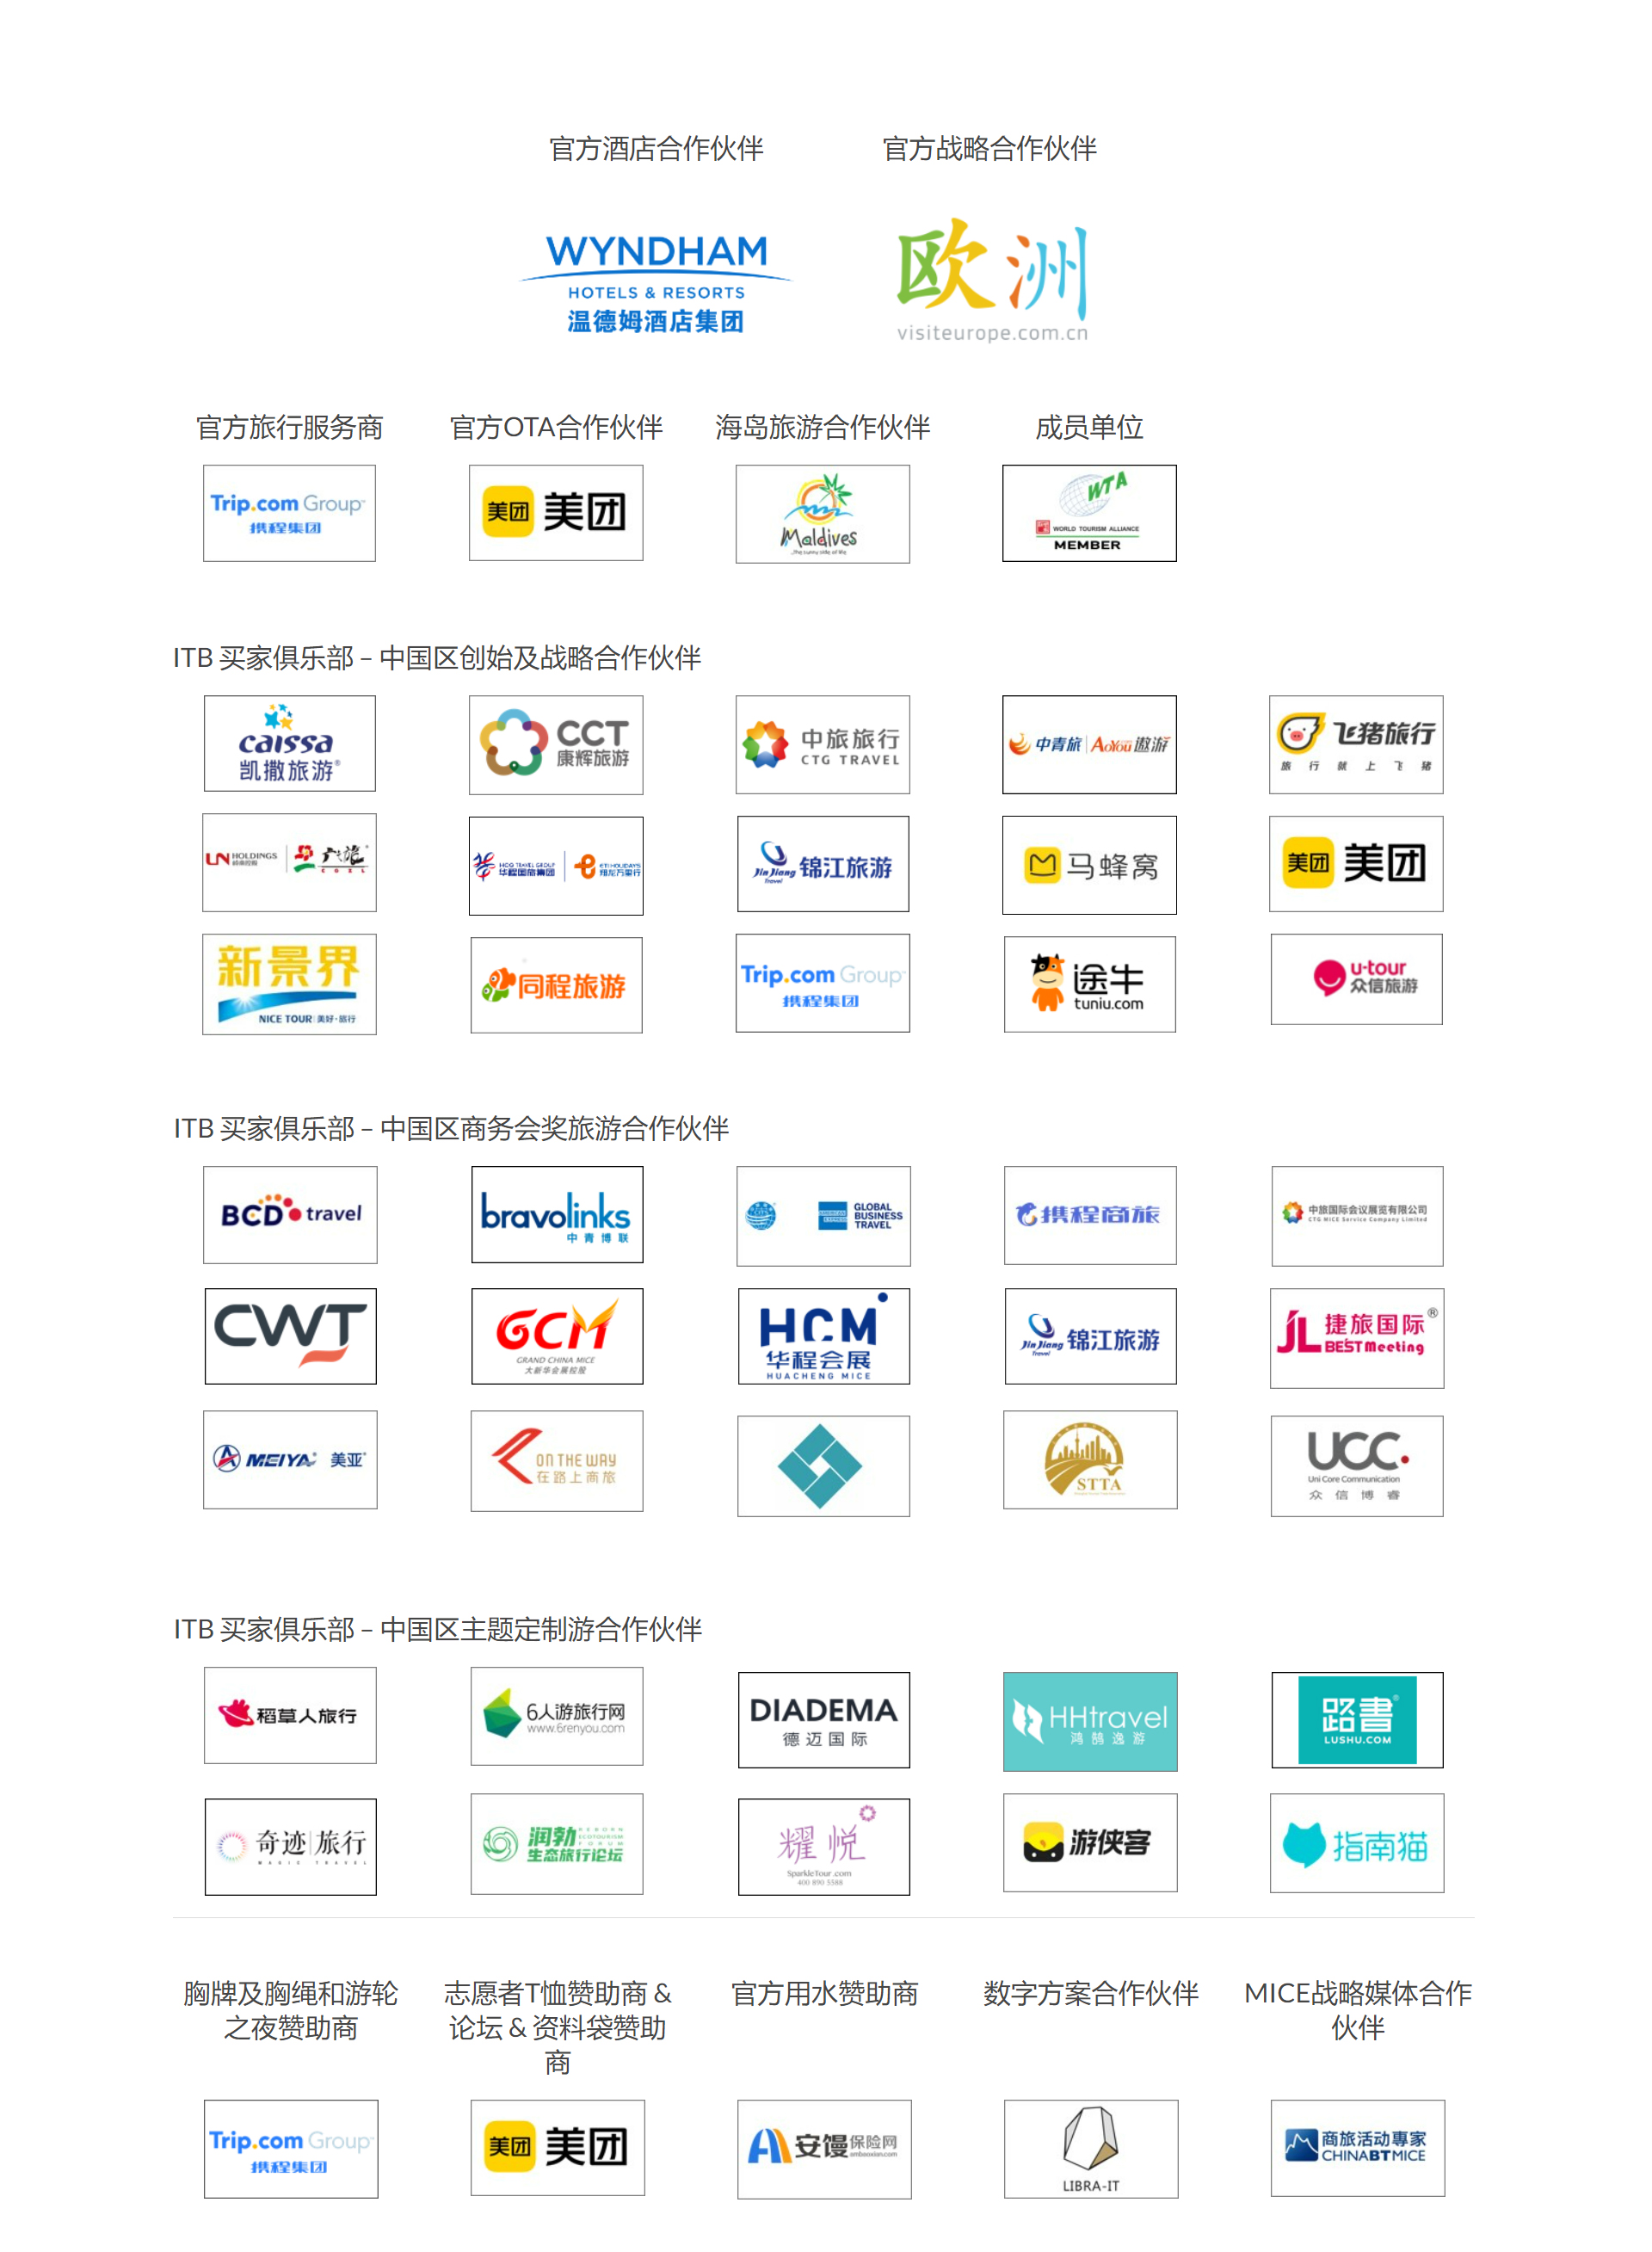 官方酒店合作伙伴 官方战略合作伙伴
WYNDHAM
HOTELS & RESORTS
温德姆酒店集团
欧洲
visiteurope.com.cn
官方旅行服务商 官方OTA合作伙伴 海岛旅游合作伙伴 成员单位
Trip.com Group
携程集团
美团 美团
Maldives
The sunny side of life
WTA
WORLD TOURISM ALLIANCE
MEMBER
ITB 买家俱乐部 – 中国区创始及战略合作伙伴
caissa
凯撒旅游®
CCT
康辉旅游
中旅旅行
CTG TRAVEL
中青旅 AoYou 遨游
飞猪旅行
旅行就上飞猪
UN HOLDINGS
岭南控股
广之旅
HCG TRAVEL GROUP
华程国旅集团
ETI HOLIDAYS
翔龙万里行
JinJiang
Travel
锦江旅游
马蜂窝
美团 美团
新景界
NICE TOUR 美好·旅行
同程旅游
Trip.com Group
携程集团
途牛
tuniu.com
u-tour
众信旅游
ITB 买家俱乐部 – 中国区商务会奖旅游合作伙伴
BCD travel
bravolinks
中青博联
AMERICAN EXPRESS
GLOBAL
BUSINESS
TRAVEL
携程商旅
中旅国际会议展览有限公司
CTG MICE Service Company Limited
CWT
GCM
GRAND CHINA MICE
大新华会展控股
HCM
华程会展
HUACHENG MICE
JinJiang
Travel
锦江旅游
JL 捷旅国际®
BEST Meeting
MEIYA 美亚
ON THE WAY
在路上商旅
STTA
UCC
Uni Core Communication
众信博睿
ITB 买家俱乐部 – 中国区主题定制游合作伙伴
稻草人旅行
6人游旅行网
www.6renyou.com
DIADEMA
德迈国际
HHtravel
鸿鹄逸游
路書®
LUSHU.COM
奇迹旅行
MAGIC TRAVEL
润勃
REBORN
ECOTOURISM
FORUM
生态旅行论坛
耀悦
SparkleTour.com
400 890 5588
游侠客
指南猫
胸牌及胸绳和游轮
之夜赞助商
志愿者T恤赞助商 &
论坛 & 资料袋赞助
商
官方用水赞助商
数字方案合作伙伴
MICE战略媒体合作
伙伴
Trip.com Group
携程集团
美团 美团
安馒保险网
ambaoxian.com
LIBRA-IT
商旅活动專家
CHINABTMICE